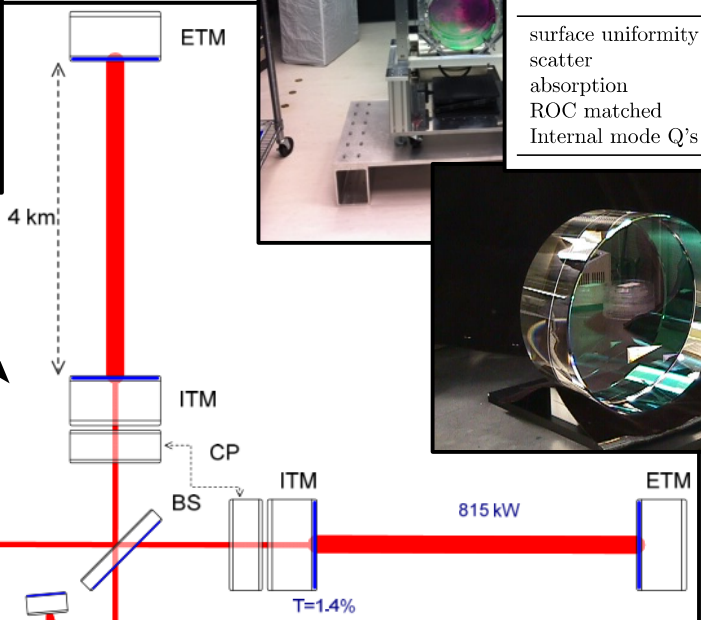 ETM
surface uniformity
scatter
absorption
ROC matched
Internal mode Q's
4 km
ITM
CP
BS
ITM
815 kW
ETM
T=1.4%